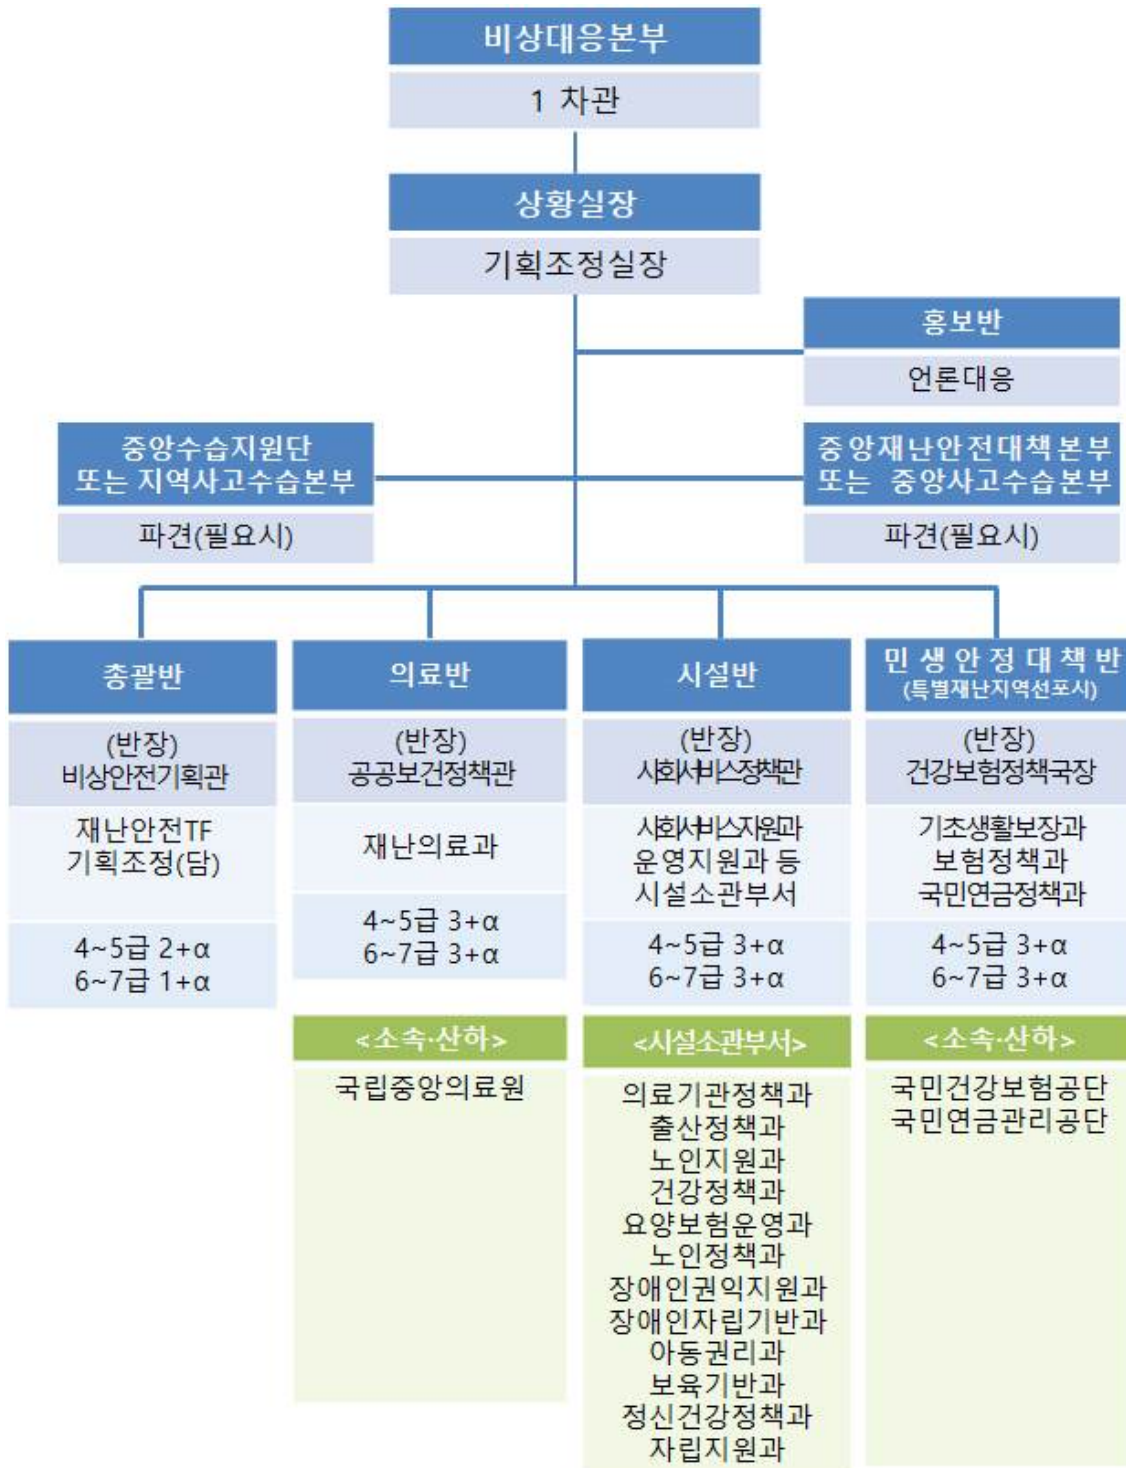 비상대응본부
1 차관
상황실장
기획조정실장
홍보반
언론대응
중앙수습지원단
또는 지역사고수습본부
파견(필요시)
중앙재난안전대책본부
또는 중앙사고수습본부
파견(필요시)
총괄반
(반장)
비상안전기획관
재난안전TF
기획조정(담)
4~5급 2+α
6~7급 1+α
의료반
(반장)
공공보건정책관
재난의료과
4~5급 3+α
6~7급 3+α
<소속·산하>
국립중앙의료원
시설반
(반장)
사회서비스정책관
사회서비스자원과
운영지원과 등
시설소관부서
4~5급 3+α
6~7급 3+α
<시설소관부서>
의료기관정책과
출산정책과
노인지원과
건강정책과
요양보험운영과
노인정책과
장애인권익지원과
장애인자립기반과
아동권리과
보육기반과
정신건강정책과
자립지원과
민생안정대책반
(특별재난지역선포시)
(반장)
건강보험정책국장
기초생활보장과
보험정책과
국민연금정책과
4~5급 3+α
6~7급 3+α
<소속·산하>
국민건강보험공단
국민연금관리공단